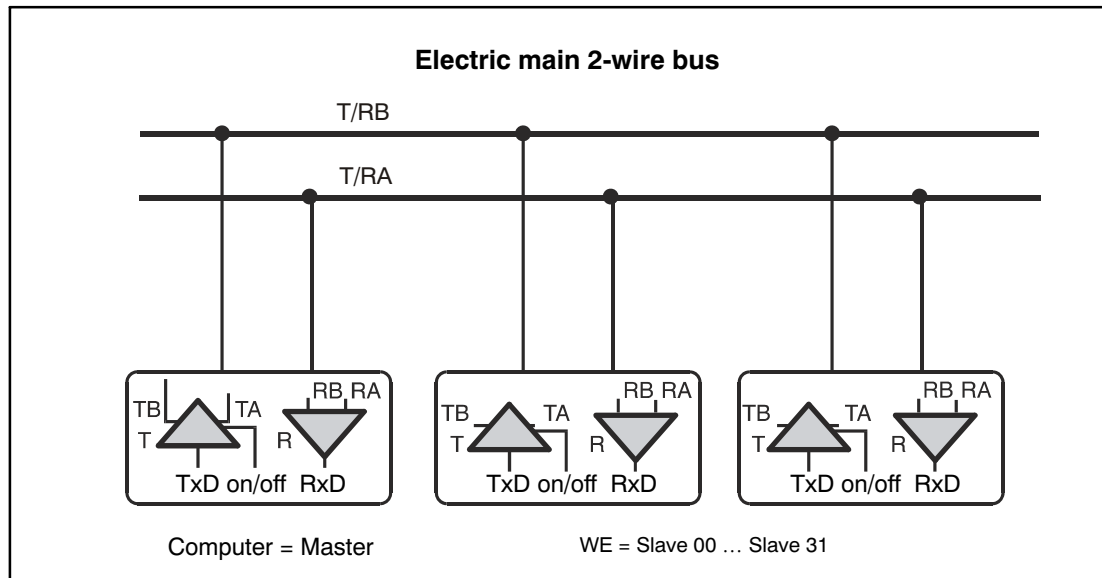 Electric main 2-wire bus
T/RB
T/RA
TB TA RB RA TB TA RB RA TB TA RB RA
T R T R T R
TxD on/off RxD TxD on/off RxD TxD on/off RxD
Computer = Master WE = Slave 00 … Slave 31